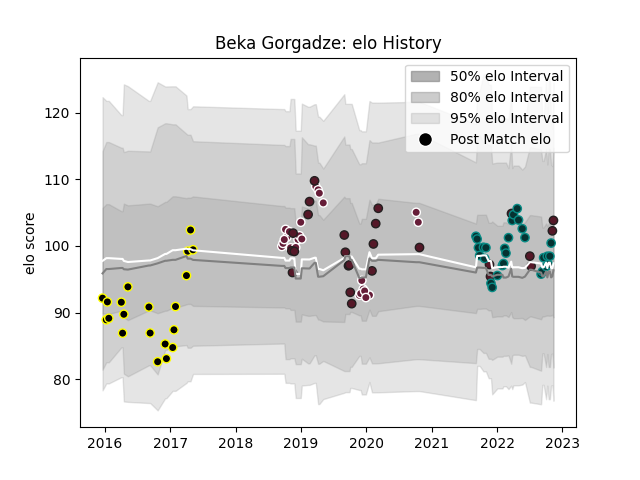 Beka Gorgadze: elo History
50% elo Interval
80% elo Interval
95% elo Interval
Post Match elo
elo score
120
110
100
90
80
2016 2017 2018 2019 2020 2021 2022 2023